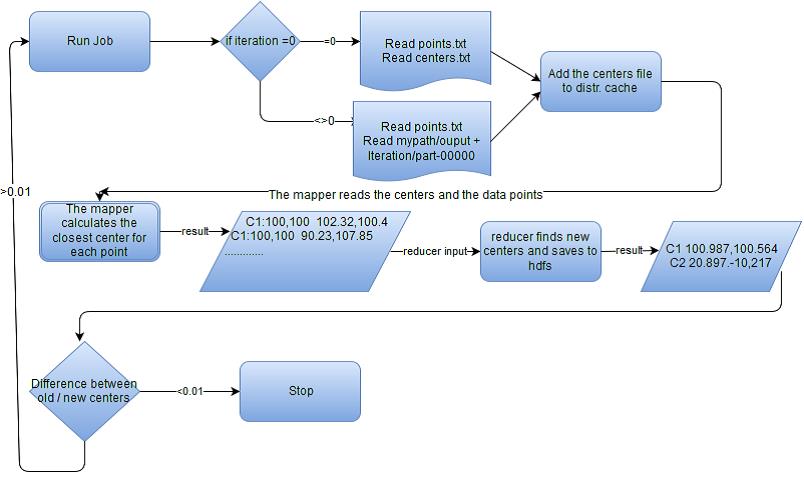 Run Job
if iteration =0
=0
Read points.txt
Read centers.txt
Add the centers file
to distr. cache
<>0
Read points.txt
Read mypath/ouput +
Iteration/part-00000
>0.01
The mapper reads the centers and the data points
The mapper
calculates the
closest center for
each point
result
C1:100,100 102.32,100.4
C1:100,100 90.23,107.85
.............
reducer input
reducer finds new
centers and saves to
hdfs
result
C1 100.987,100.564
C2 20.897.-10,217
Difference between
old / new centers
<0.01
Stop